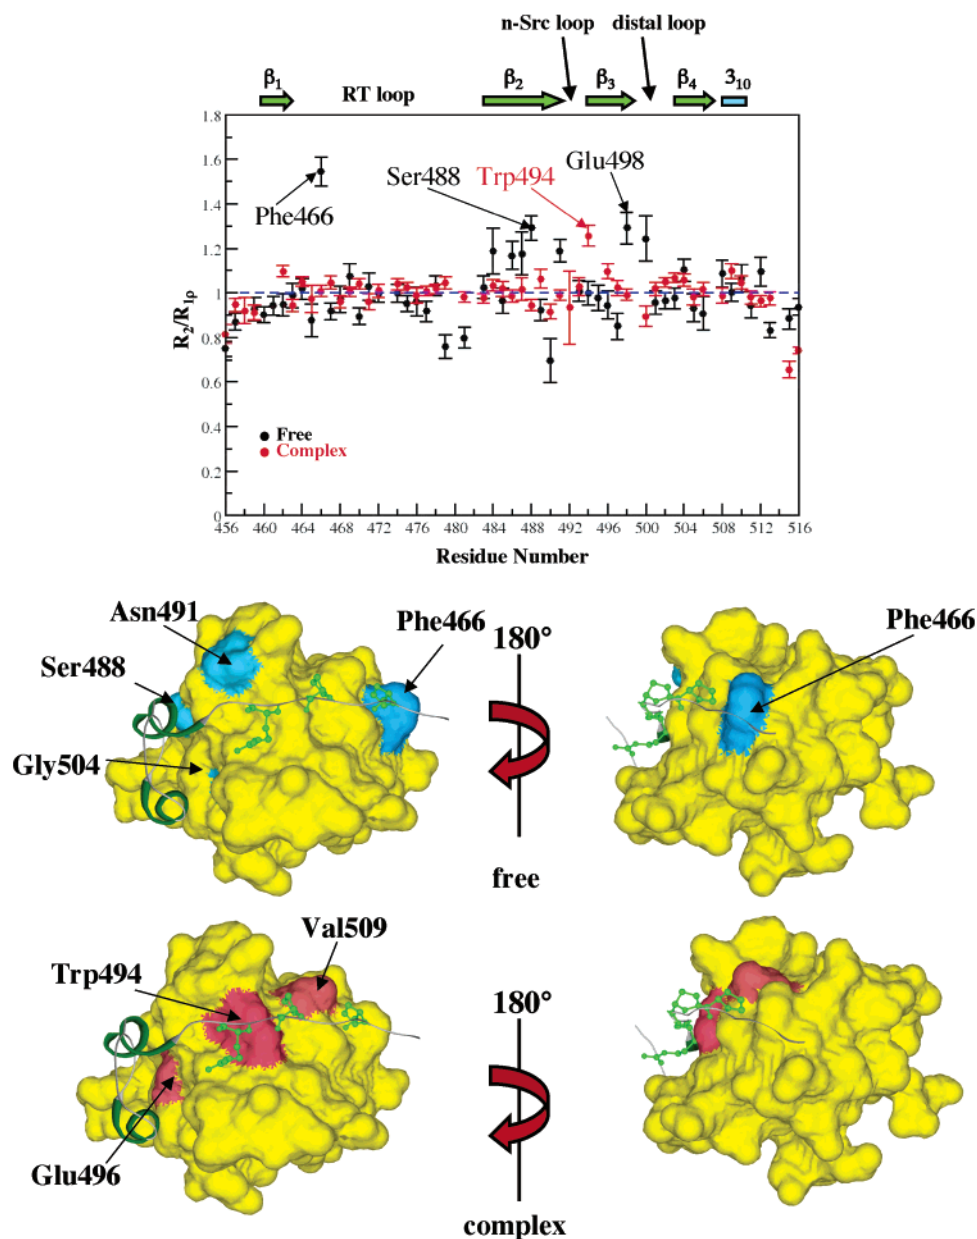 n-Src loop distal loop
β1 RT loop β2 β3 β4 310
1.8
1.6
1.4
1.2
1.0
0.8
0.6
0.4
0.2
0
R2/R1ρ
Phe466
Ser488
Trp494
Glu498
Free
Complex
456 460 464 468 472 476 480 484 488 492 496 500 504 508 512 516
Residue Number
Asn491
Ser488
Gly504
Phe466
180°
Phe466
free
Val509
Trp494
Glu496
180°
complex